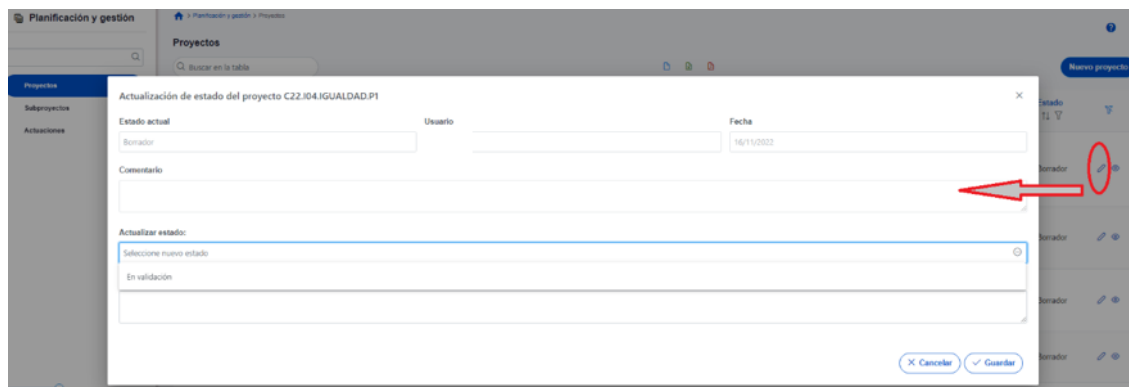 Planificación y gestión
> Planificación y gestión > Proyectos
Proyectos
Buscar en la tabla
Nuevo proyecto
Proyectos
Subproyectos
Actuaciones
Estado
Actualización de estado del proyecto C22.I04.IGUALDAD.P1
Estado actual
Usuario
Fecha
Borrador
16/11/2022
Comentario
Borrador
Actualizar estado:
Seleccione nuevo estado
Borrador
En validación
Borrador
Cancelar
Guardar
Borrador